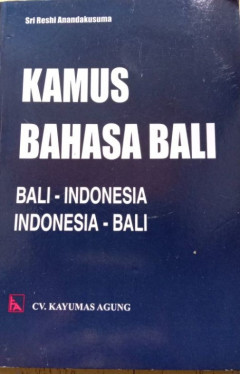 Sri Reshi Anandakusuma
KAMUS
BAHASA BALI
BALI - INDONESIA
INDONESIA - BALI
CV. KAYUMAS AGUNG